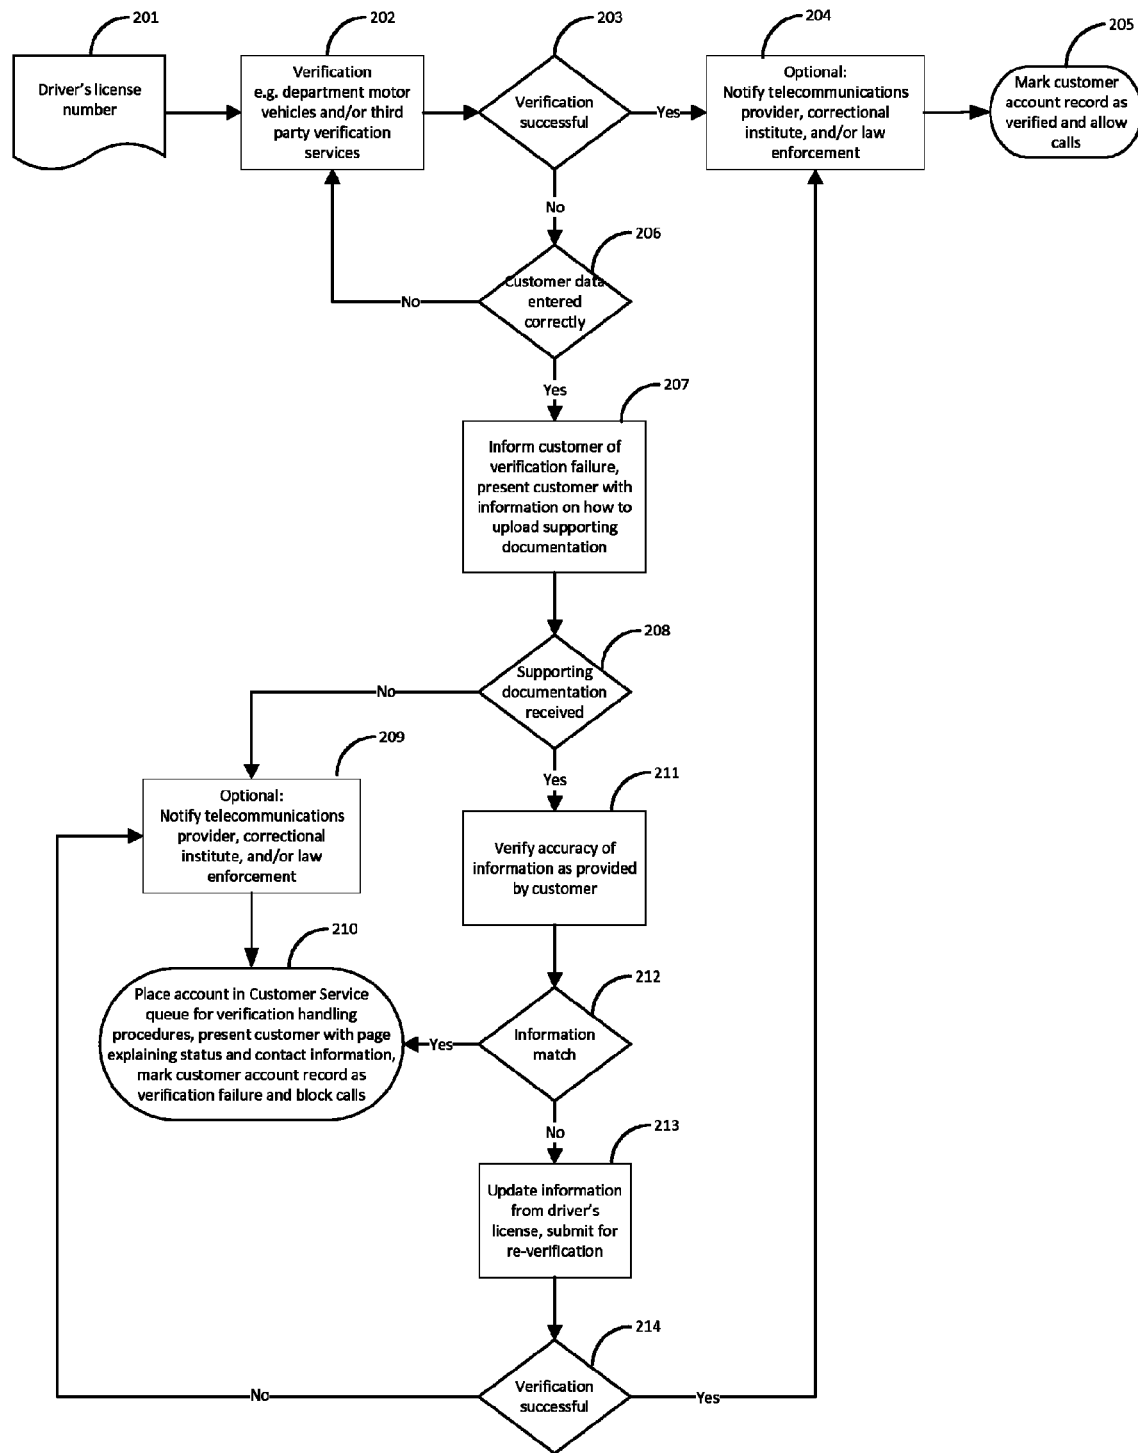 201
202
203
204
205
Driver's license
number
Verification
e.g. department motor
vehicles and/or third
party verification
services
Verification
successful
Yes
Optional:
Notify telecommunications
provider, correctional
institute, and/or law
enforcement
Mark customer
account record as
verified and allow
calls
No
206
Customer data
entered
correctly
No
Yes
207
Inform customer of
verification failure,
present customer with
information on how to
upload supporting
documentation
208
Supporting
documentation
received
No
Yes
209
Optional:
Notify telecommunications
provider, correctional
institute, and/or law
enforcement
211
Verify accuracy of
information as provided
by customer
210
Place account in Customer Service
queue for verification handling
procedures, present customer with page
explaining status and contact information,
mark customer account record as
verification failure and block calls
212
Information
match
Yes
No
213
Update information
from driver's
license, submit for
re-verification
214
Verification
successful
No
Yes